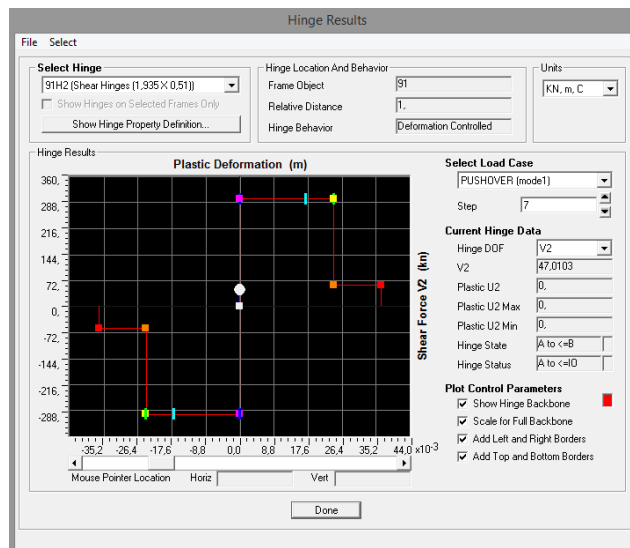 Hinge Results
File Select
Select Hinge
91H2 (Shear Hinges (1,935 X 0,51))
Show Hinges on Selected Frames Only
Show Hinge Property Definition...
Hinge Location And Behavior
Frame Object 91
Relative Distance 1,
Hinge Behavior Deformation Controlled
Units
KN, m, C
Hinge Results
Plastic Deformation (m)
360,
288,
216,
144,
72,
0,
-72,
-144,
-216,
-288,
Shear Force V2 (kn)
-35,2 -26,4 -17,6 -8,8 0,0 8,8 17,6 26,4 35,2 44,0 x10 -3
Mouse Pointer Location Horiz Vert
Select Load Case
PUSHOVER (mode1)
Step 7
Current Hinge Data
Hinge DOF V2
V2 47,0103
Plastic U2 0,
Plastic U2 Max 0,
Plastic U2 Min 0,
Hinge State A to <=B
Hinge Status A to <=IO
Plot Control Parameters
Show Hinge Backbone
Scale for Full Backbone
Add Left and Right Borders
Add Top and Bottom Borders
Done